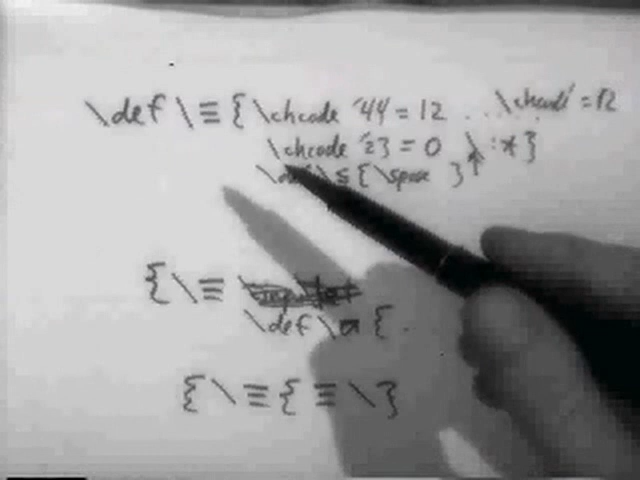 \def \≡ { \chcode '44 = 12 ... \chcode ' = 12
\chcode '23 = 0 \ : * }
\ ≤ { \space }
{ \ ≡
\def \ {
{ \ ≡ { ≡ \ }